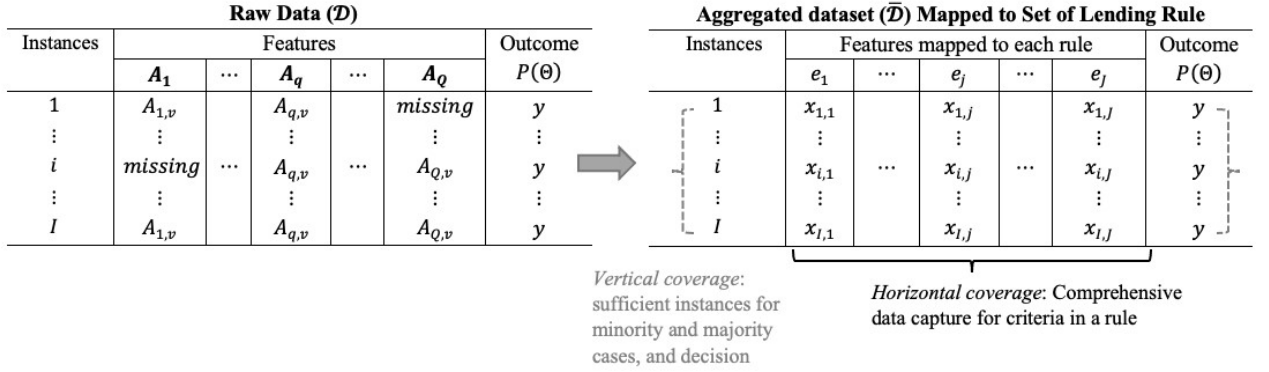 Raw Data (𝒟)
Instances Features Outcome
A₁ ⋯ A_q ⋯ A_Q P(Θ)
1 A₁,ᵥ A_q,ᵥ missing y
⋮ ⋮ ⋮ ⋮ ⋮
i missing ⋯ A_q,ᵥ ⋯ A_Q,ᵥ y
⋮ ⋮ ⋮ ⋮ ⋮
I A₁,ᵥ A_q,ᵥ A_Q,ᵥ y
Aggregated dataset (𝒟̅) Mapped to Set of Lending Rule
Instances Features mapped to each rule Outcome
e₁ ⋯ e_j ⋯ e_J P(Θ)
1 x_1,1 x_1,j x_1,J y
⋮ ⋮ ⋮ ⋮ ⋮
i x_i,1 ⋯ x_i,j ⋯ x_i,J y
⋮ ⋮ ⋮ ⋮ ⋮
I x_I,1 x_I,j x_I,J y
Vertical coverage:
sufficient instances for
minority and majority
cases, and decision
Horizontal coverage: Comprehensive
data capture for criteria in a rule